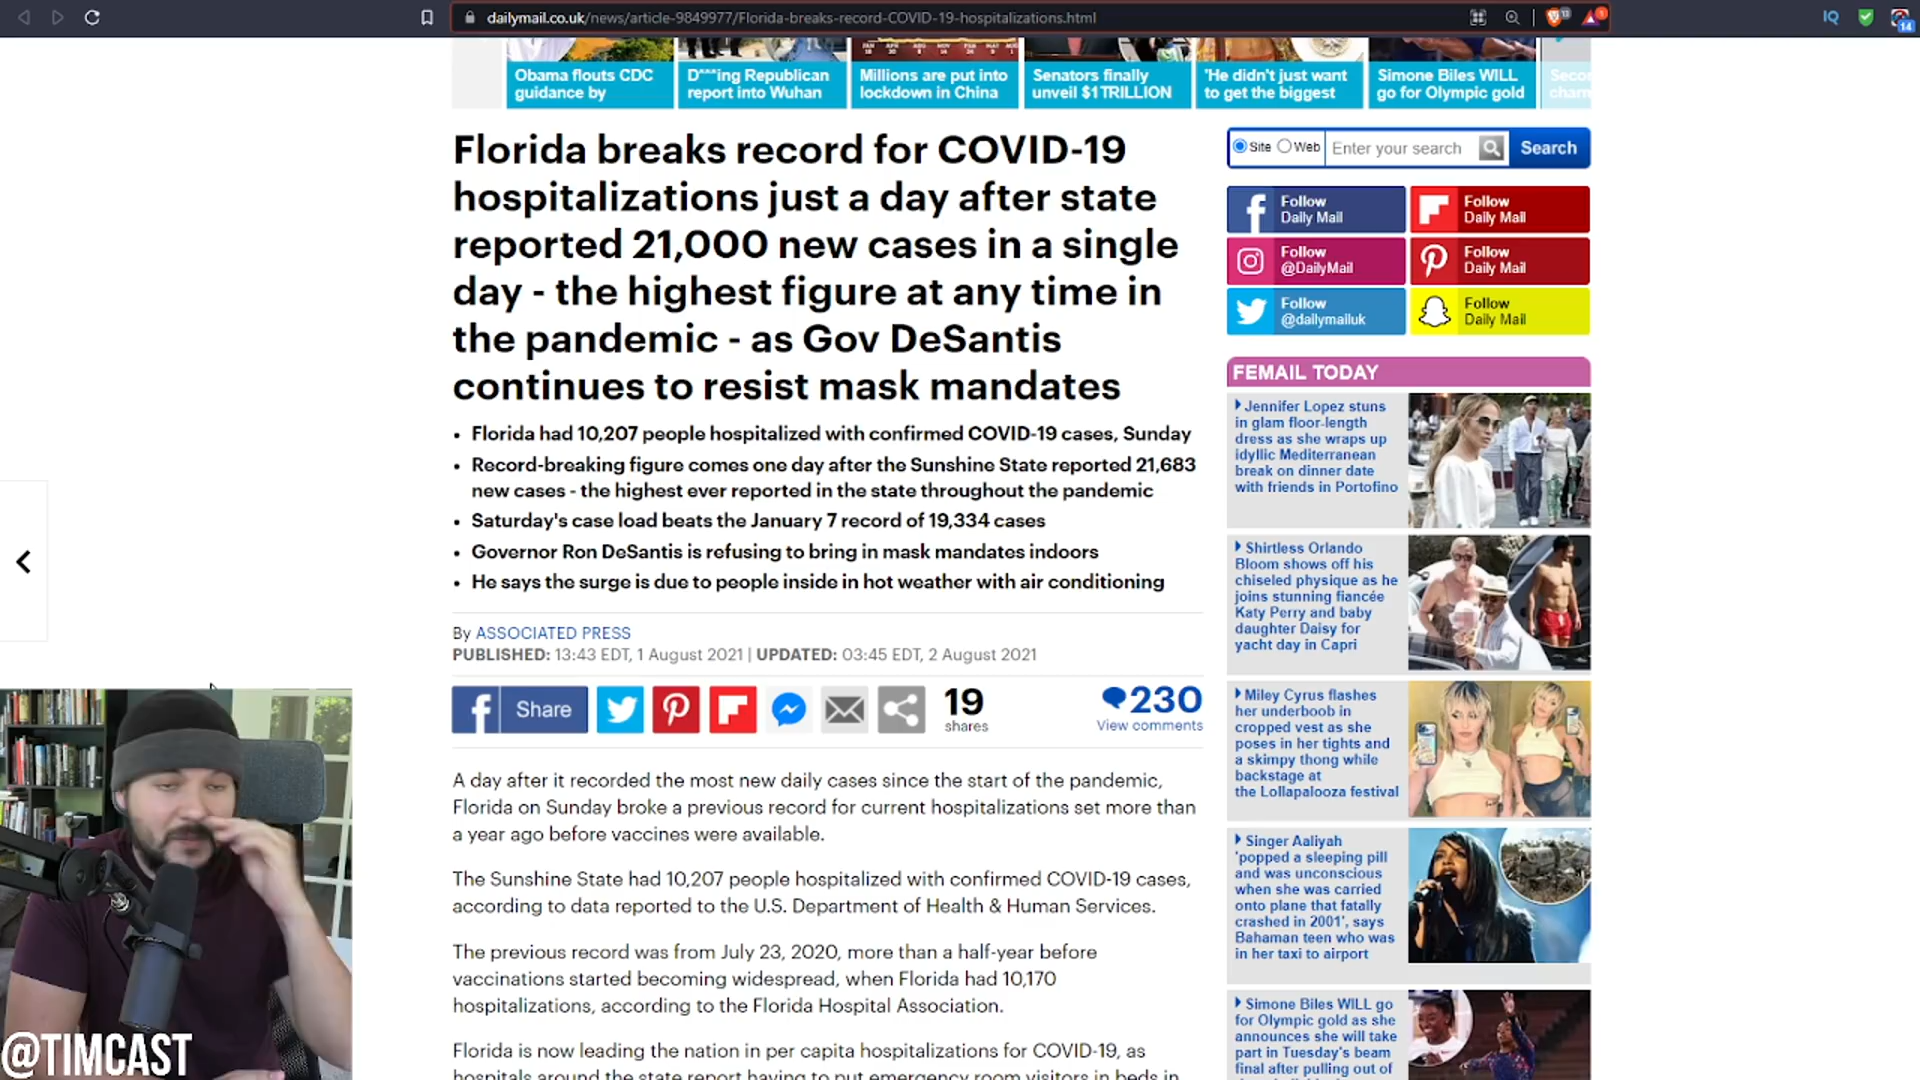 dailymail.co.uk/news/article-9849977/Florida-breaks-record-COVID-19-hospitalizations.html
IQ
14
Obama flouts CDC
guidance by
D***ing Republican
report into Wuhan
Millions are put into
lockdown in China
Senators finally
unveil $1TRILLION
'He didn't just want
to get the biggest
Simone Biles WILL
go for Olympic gold
Florida breaks record for COVID-19
hospitalizations just a day after state
reported 21,000 new cases in a single
day - the highest figure at any time in
the pandemic - as Gov DeSantis
continues to resist mask mandates
• Florida had 10,207 people hospitalized with confirmed COVID-19 cases, Sunday
• Record-breaking figure comes one day after the Sunshine State reported 21,683
new cases - the highest ever reported in the state throughout the pandemic
• Saturday's case load beats the January 7 record of 19,334 cases
• Governor Ron DeSantis is refusing to bring in mask mandates indoors
• He says the surge is due to people inside in hot weather with air conditioning
By ASSOCIATED PRESS
PUBLISHED: 13:43 EDT, 1 August 2021 | UPDATED: 03:45 EDT, 2 August 2021
Share
19
shares
230
View comments
A day after it recorded the most new daily cases since the start of the pandemic,
Florida on Sunday broke a previous record for current hospitalizations set more than
a year ago before vaccines were available.
The Sunshine State had 10,207 people hospitalized with confirmed COVID-19 cases,
according to data reported to the U.S. Department of Health & Human Services.
The previous record was from July 23, 2020, more than a half-year before
vaccinations started becoming widespread, when Florida had 10,170
hospitalizations, according to the Florida Hospital Association.
Florida is now leading the nation in per capita hospitalizations for COVID-19, as
hospitals around the state report having to put emergency room visitors in beds in
Site Web Enter your search Search
Follow
Daily Mail
Follow
Daily Mail
Follow
@DailyMail
Follow
Daily Mail
Follow
@dailymailuk
Follow
Daily Mail
FEMAIL TODAY
Jennifer Lopez stuns
in glam floor-length
dress as she wraps up
idyllic Mediterranean
break on dinner date
with friends in Portofino
Shirtless Orlando
Bloom shows off his
chiseled physique as he
joins stunning fiancée
Katy Perry and baby
daughter Daisy for
yacht day in Capri
Miley Cyrus flashes
her underboob in
cropped vest as she
poses in her tights and
a skimpy thong while
backstage at
the Lollapalooza festival
Singer Aaliyah
'popped a sleeping pill
and was unconscious
when she was carried
onto plane that fatally
crashed in 2001', says
Bahaman teen who was
in her taxi to airport
Simone Biles WILL go
for Olympic gold as she
announces she will take
part in Tuesday's beam
final after pulling out of
@TIMCAST